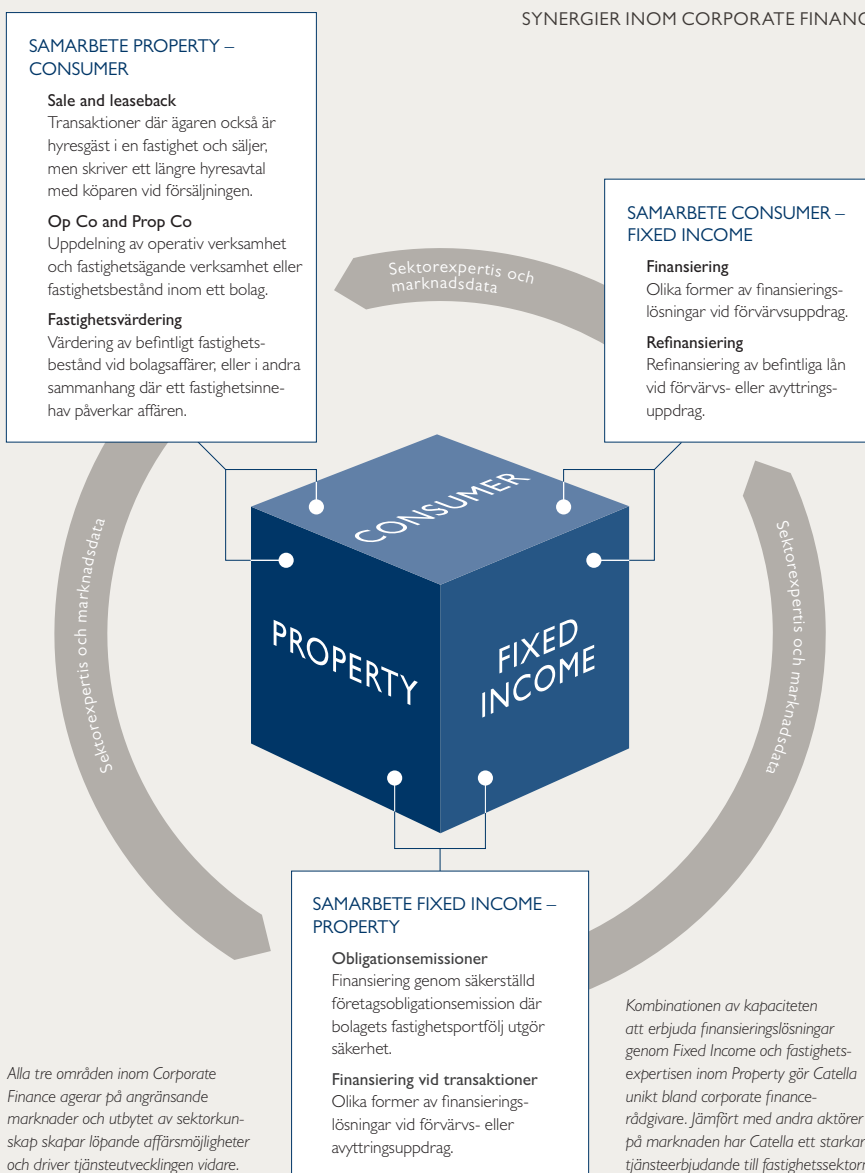 SYNERGIER INOM CORPORATE FINANC
SAMARBETE PROPERTY –
CONSUMER
Sale and leaseback
Transaktioner där ägaren också är
hyresgäst i en fastighet och säljer,
men skriver ett längre hyresavtal
med köparen vid försäljningen.
Op Co and Prop Co
Uppdelning av operativ verksamhet
och fastighetsägande verksamhet eller
fastighetsbestånd inom ett bolag.
Fastighetsvärdering
Värdering av befintligt fastighets-
bestånd vid bolagsaffärer, eller i andra
sammanhang där ett fastighetsinne-
hav påverkar affären.
SAMARBETE CONSUMER –
FIXED INCOME
Finansiering
Olika former av finansierings-
lösningar vid förvärvsuppdrag.
Refinansiering
Refinansiering av befintliga lån
vid förvärvs- eller avyttrings-
uppdrag.
Sektorexpertis och
marknadsdata
CONSUMER
PROPERTY
FIXED
INCOME
Sektorexpertis och marknadsdata
Sektorexpertis och marknadsdata
SAMARBETE FIXED INCOME –
PROPERTY
Obligationsemissioner
Finansiering genom säkerställd
företagsobligationsemission där
bolagets fastighetsportfölj utgör
säkerhet.
Finansiering vid transaktioner
Olika former av finansierings-
lösningar vid förvärvs- eller
avyttringsuppdrag.
Alla tre områden inom Corporate
Finance agerar på angränsande
marknader och utbytet av sektorkun-
skap skapar löpande affärsmöjligheter
och driver tjänsteutvecklingen vidare.
Kombinationen av kapaciteten
att erbjuda finansieringslösningar
genom Fixed Income och fastighets-
expertisen inom Property gör Catella
unikt bland corporate finance-
rådgivare. Jämfört med andra aktörer
på marknaden har Catella ett starkar
tjänsteerbjudande till fastighetssektor